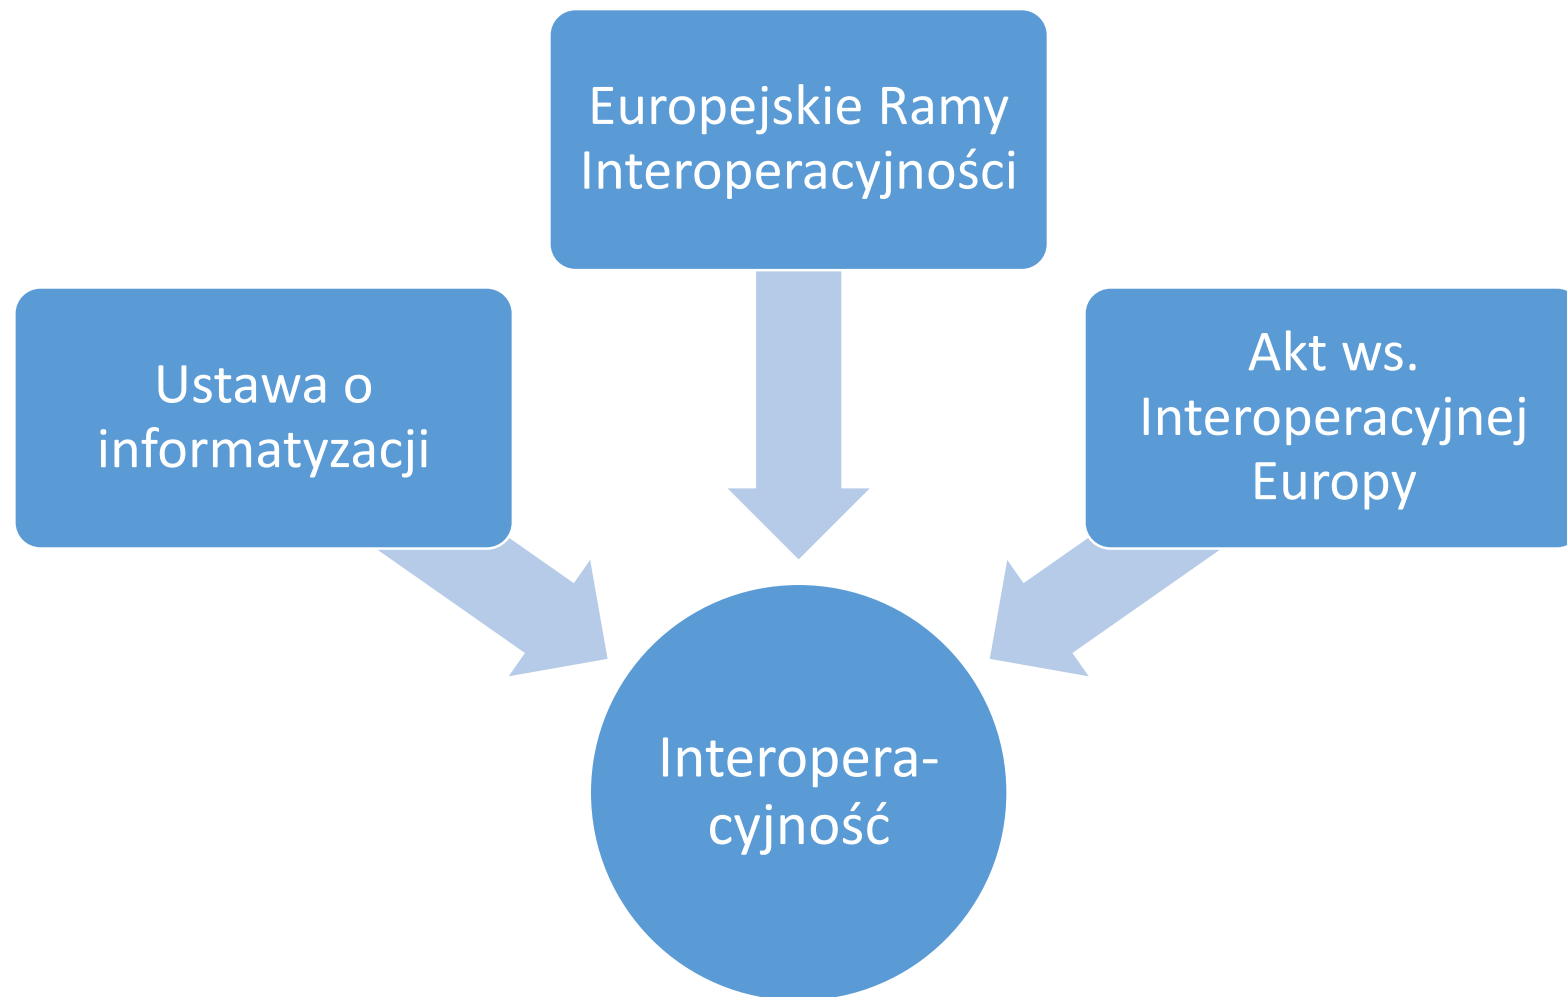 Europejskie Ramy
Interoperacyjności
Ustawa o
informatyzacji
Akt ws.
Interoperacyjnej
Europy
Interopera-
cyjność